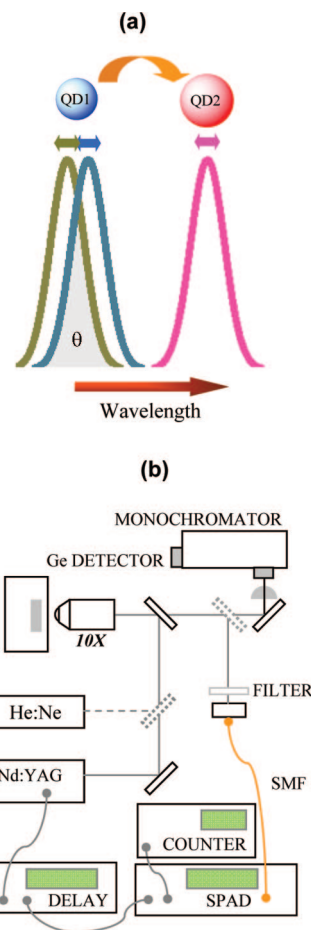 (a)
QD1
QD2
θ
Wavelength
(b)
MONOCHROMATOR
Ge DETECTOR
10X
FILTER
He:Ne
Nd:YAG
SMF
COUNTER
DELAY
SPAD